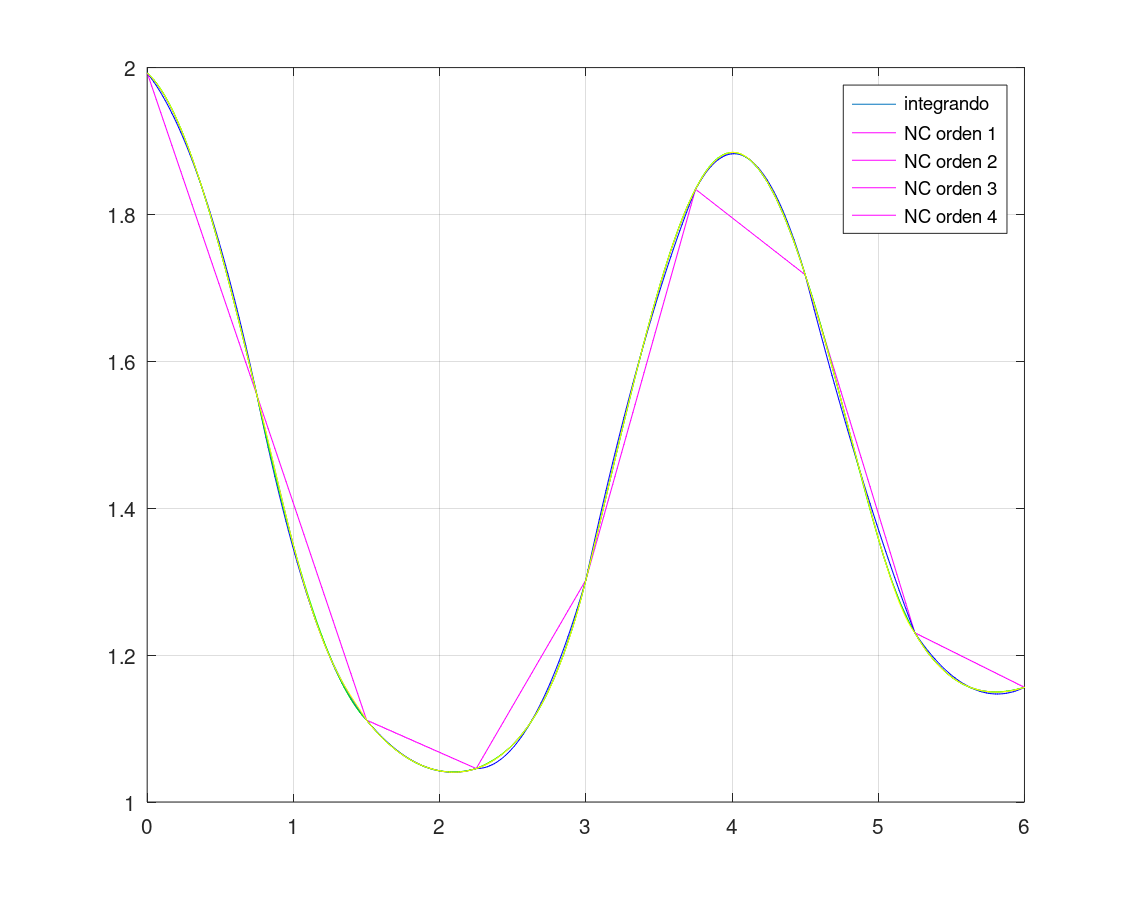 2
1.8
1.6
1.4
1.2
1
0 1 2 3 4 5 6
integrando
NC orden 1
NC orden 2
NC orden 3
NC orden 4